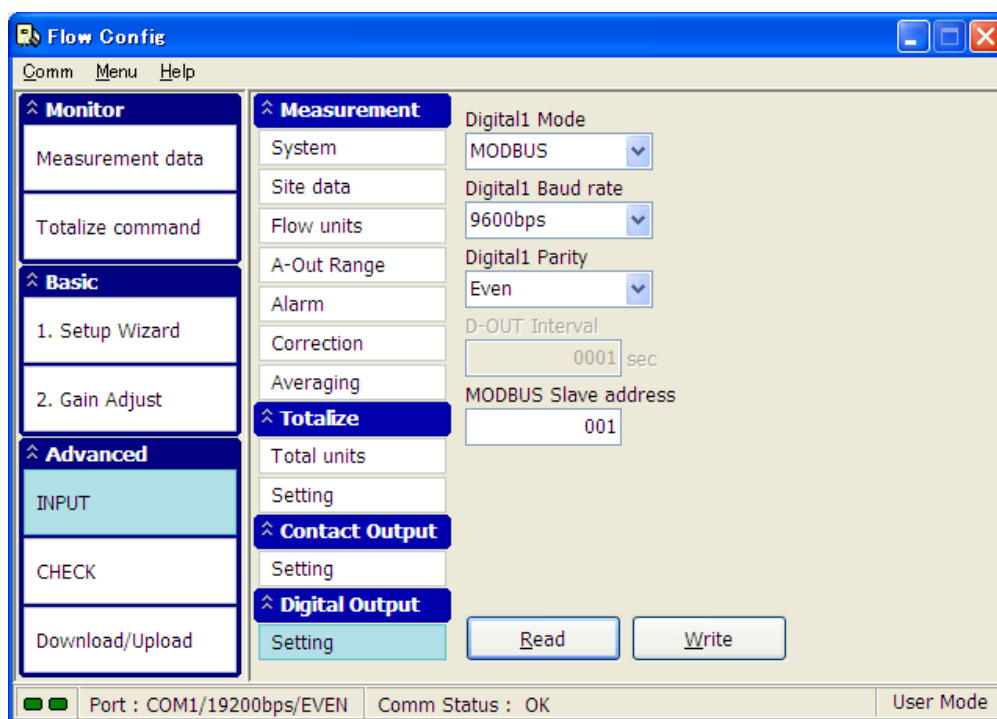 Flow Config
Comm Menu Help
Monitor
Measurement data
Totalize command
Basic
1. Setup Wizard
2. Gain Adjust
Advanced
INPUT
CHECK
Download/Upload
Measurement
System
Site data
Flow units
A-Out Range
Alarm
Correction
Averaging
Totalize
Total units
Setting
Contact Output
Setting
Digital Output
Setting
Digital1 Mode
MODBUS
Digital1 Baud rate
9600bps
Digital1 Parity
Even
D-OUT Interval
0001 sec
MODBUS Slave address
001
Read Write
Port : COM1/19200bps/EVEN Comm Status : OK User Mode